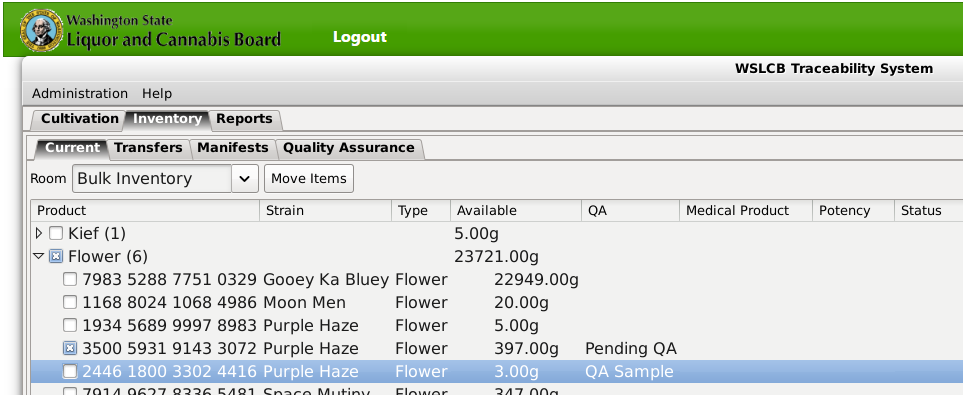 Washington State
Liquor and Cannabis Board
Logout
WSLCB Traceability System
Administration Help
Cultivation Inventory Reports
Current Transfers Manifests Quality Assurance
Room Bulk Inventory Move Items
Product Strain Type Available QA Medical Product Potency Status
Kief (1) 5.00g
Flower (6) 23721.00g
7983 5288 7751 0329 Gooey Ka Bluey Flower 22949.00g
1168 8024 1068 4986 Moon Men Flower 20.00g
1934 5689 9997 8983 Purple Haze Flower 5.00g
3500 5931 9143 3072 Purple Haze Flower 397.00g Pending QA
2446 1800 3302 4416 Purple Haze Flower 3.00g QA Sample
7914 9627 8336 5481 Space Mutiny Flower 347.00g